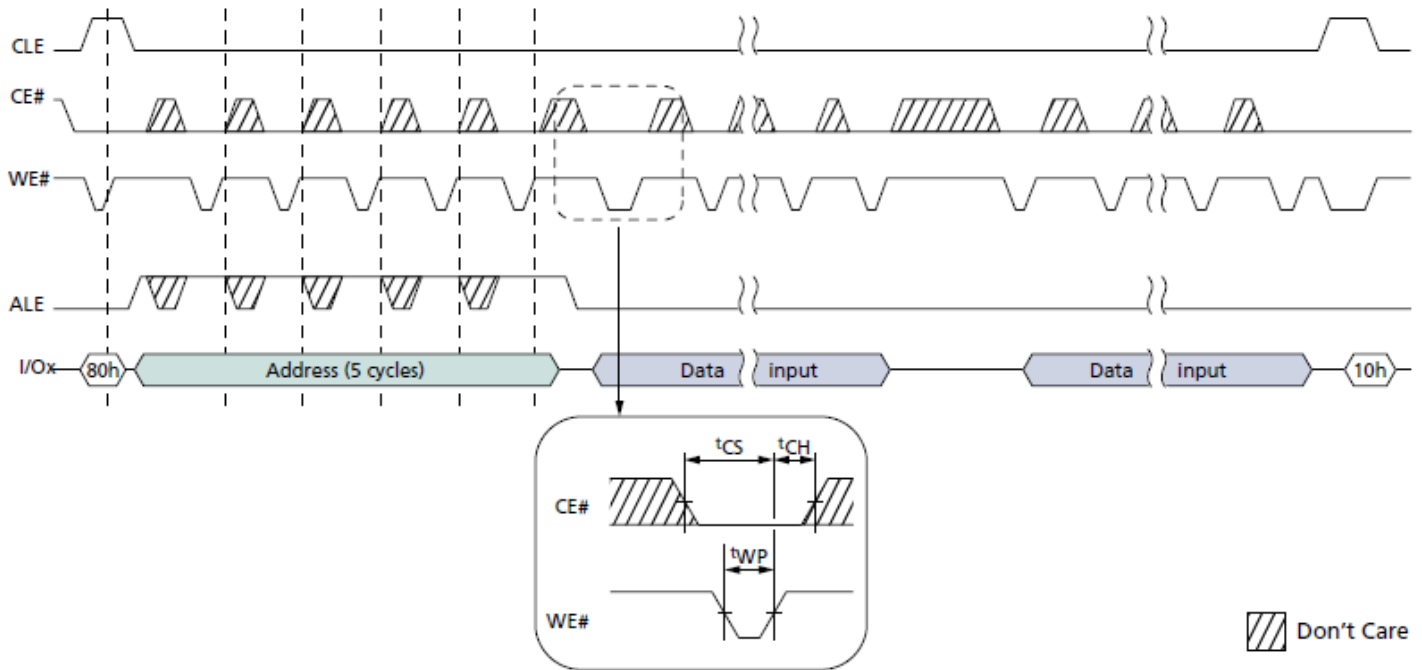 CLE
CE#
WE#
ALE
I/Ox 80h Address (5 cycles) Data input Data input 10h
tCS tCH
CE#
tWP
WE#
Don't Care